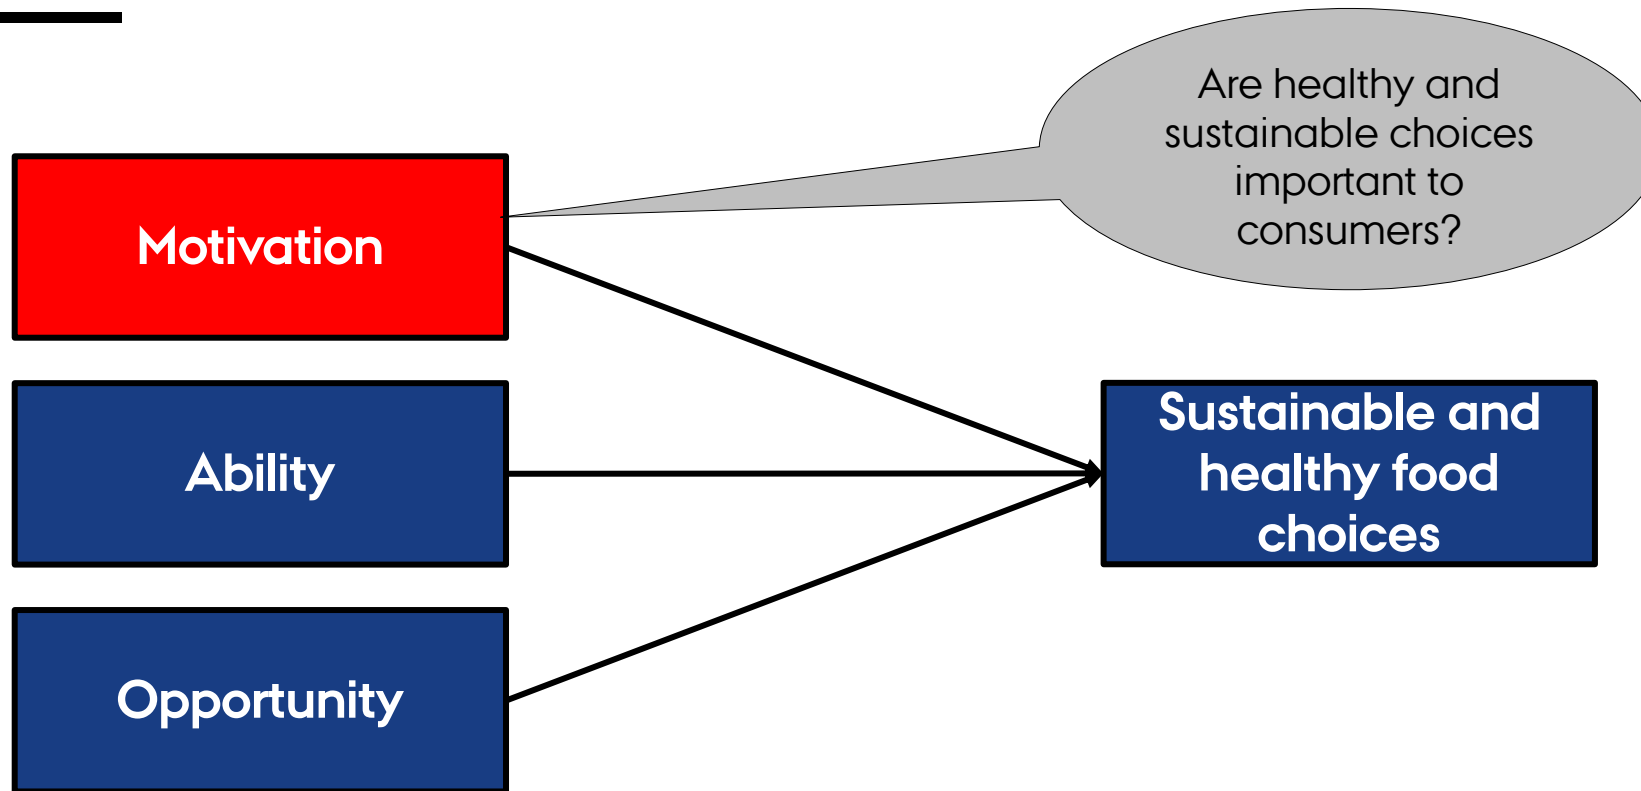 Are healthy and
sustainable choices
important to
consumers?
Motivation
Ability
Sustainable and
healthy food
choices
Opportunity